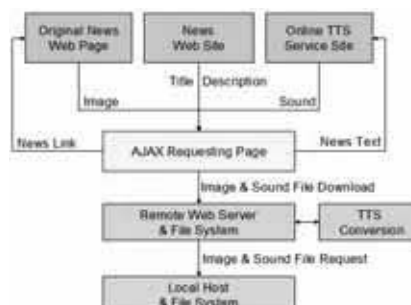 Original News
Web Page
News
Web Site
Online TTS
Service Site
Title
Description
Image
Sound
News Link
AJAX Requesting Page
News Text
Image & Sound File Download
Remote Web Server
& File System
TTS
Conversion
Image & Sound File Request
Local Host
& File System